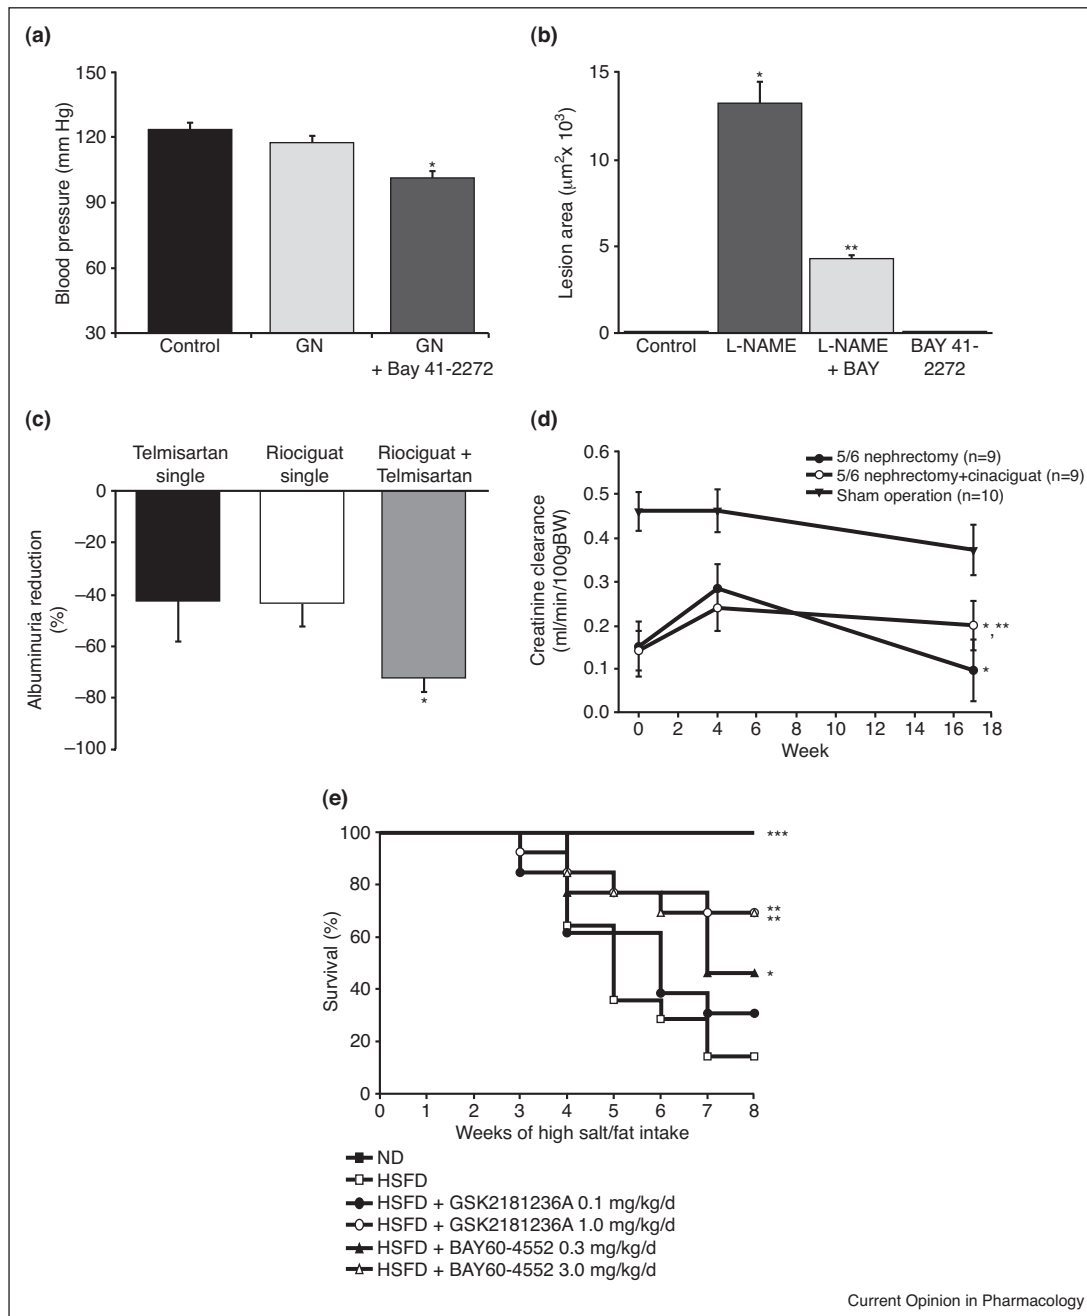 (a)
150
120
90
60
30
Blood pressure (mm Hg)
*
Control
GN
GN
+ Bay 41-2272
(b)
15
10
5
0
Lesion area (μm²x 10³)
*
**
Control
L-NAME
L-NAME
+ BAY
BAY 41-
2272
(c)
Telmisartan
single
Riociguat
single
Riociguat +
Telmisartan
0
–20
–40
–60
–80
–100
Albuminuria reduction
(%)
*
(d)
5/6 nephrectomy (n=9)
5/6 nephrectomy+cinaciguat (n=9)
Sham operation (n=10)
0.6
0.5
0.4
0.3
0.2
0.1
0.0
Creatinine clearance
(ml/min/100gBW)
*,**
*
0 2 4 6 8 10 12 14 16 18
Week
(e)
100
80
60
40
20
0
Survival (%)
***
**
**
*
0 1 2 3 4 5 6 7 8
Weeks of high salt/fat intake
ND
HSFD
HSFD + GSK2181236A 0.1 mg/kg/d
HSFD + GSK2181236A 1.0 mg/kg/d
HSFD + BAY60-4552 0.3 mg/kg/d
HSFD + BAY60-4552 3.0 mg/kg/d
Current Opinion in Pharmacology